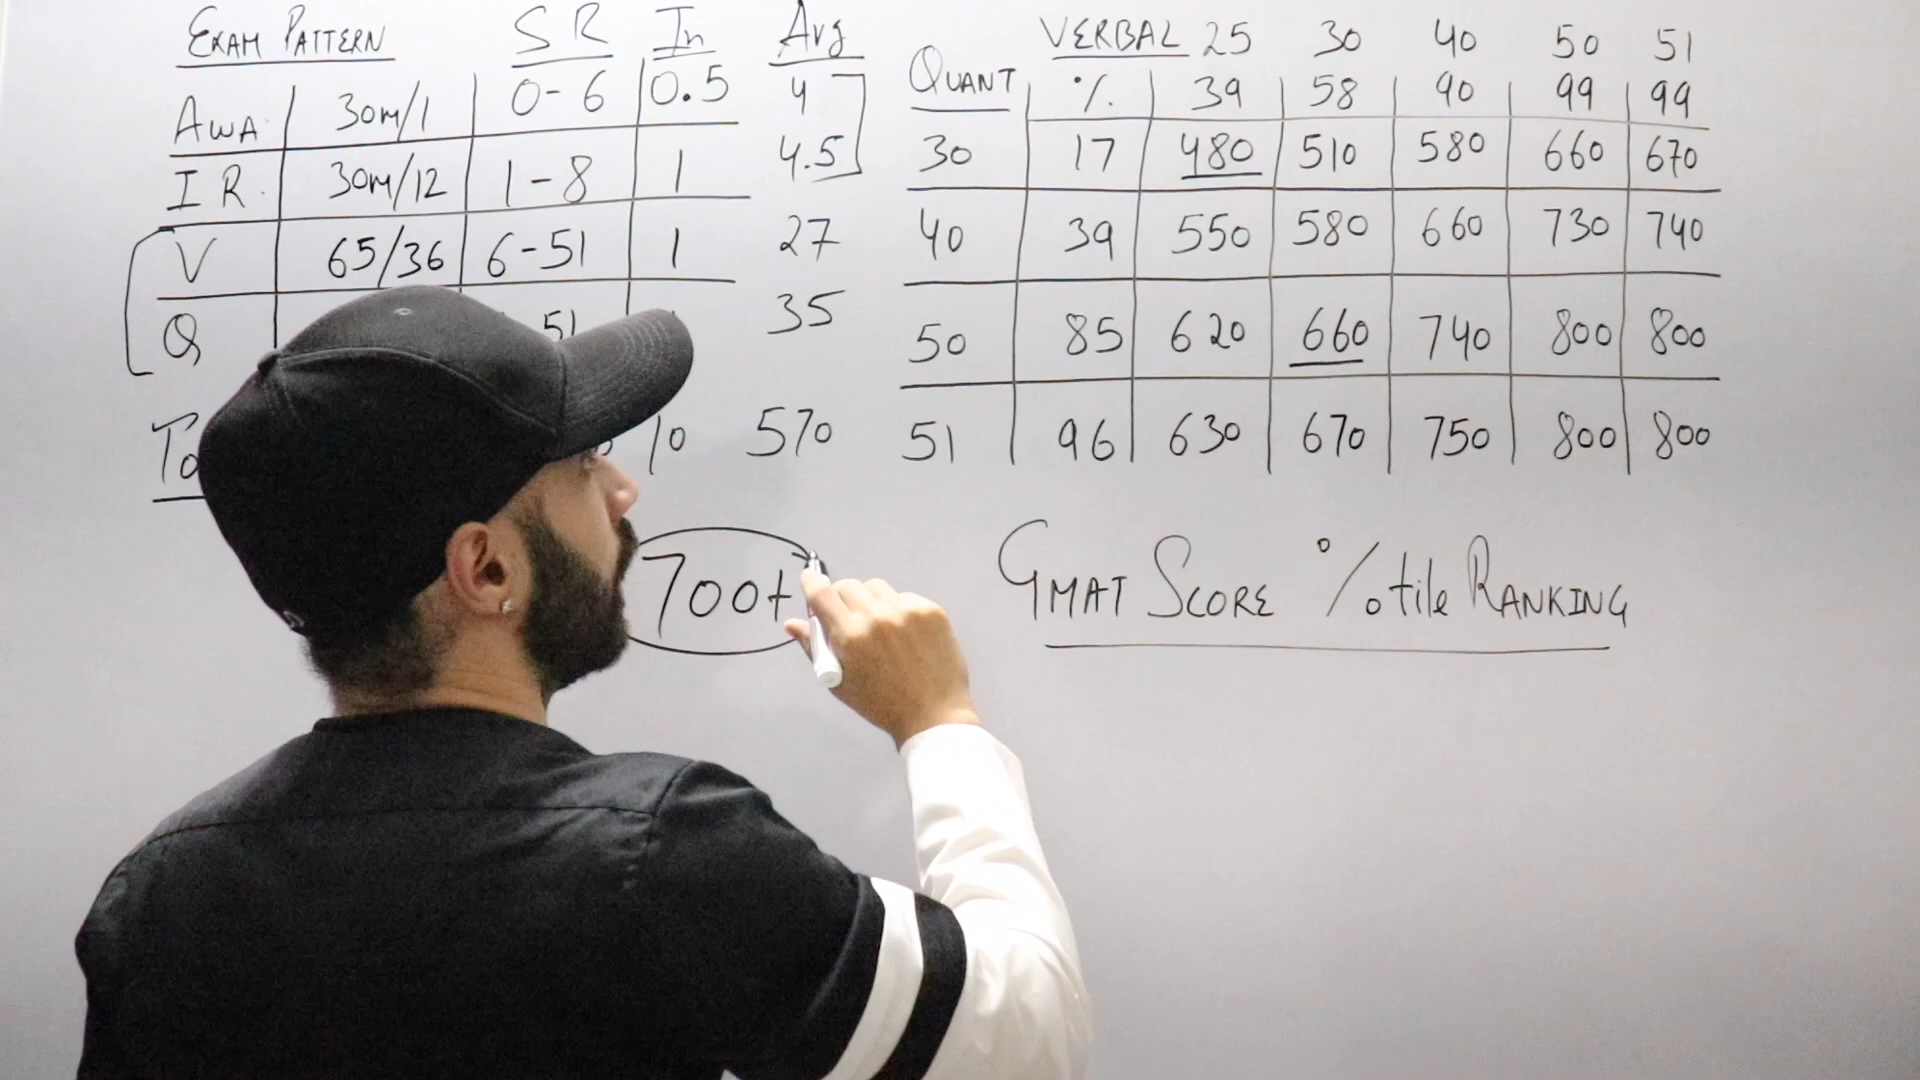 EXAM PATTERN SR In Avg
AWA 30m/1 0-6 0.5 4
IR. 30m/12 1-8 1 4.5
V 65/36 6-51 1 27
Q 51 35
To 10 570
700+
VERBAL 25 30 40 50 51
QUANT % 39 58 90 99 99
30 17 480 510 580 660 670
40 39 550 580 660 730 740
50 85 620 660 740 800 800
51 96 630 670 750 800 800
GMAT SCORE %tile RANKING